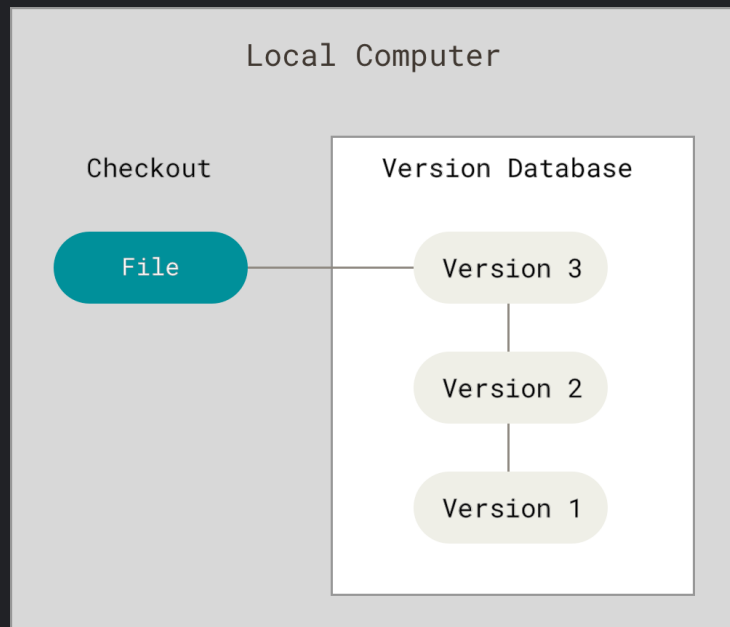 Local Computer
Checkout
Version Database
File
Version 3
Version 2
Version 1